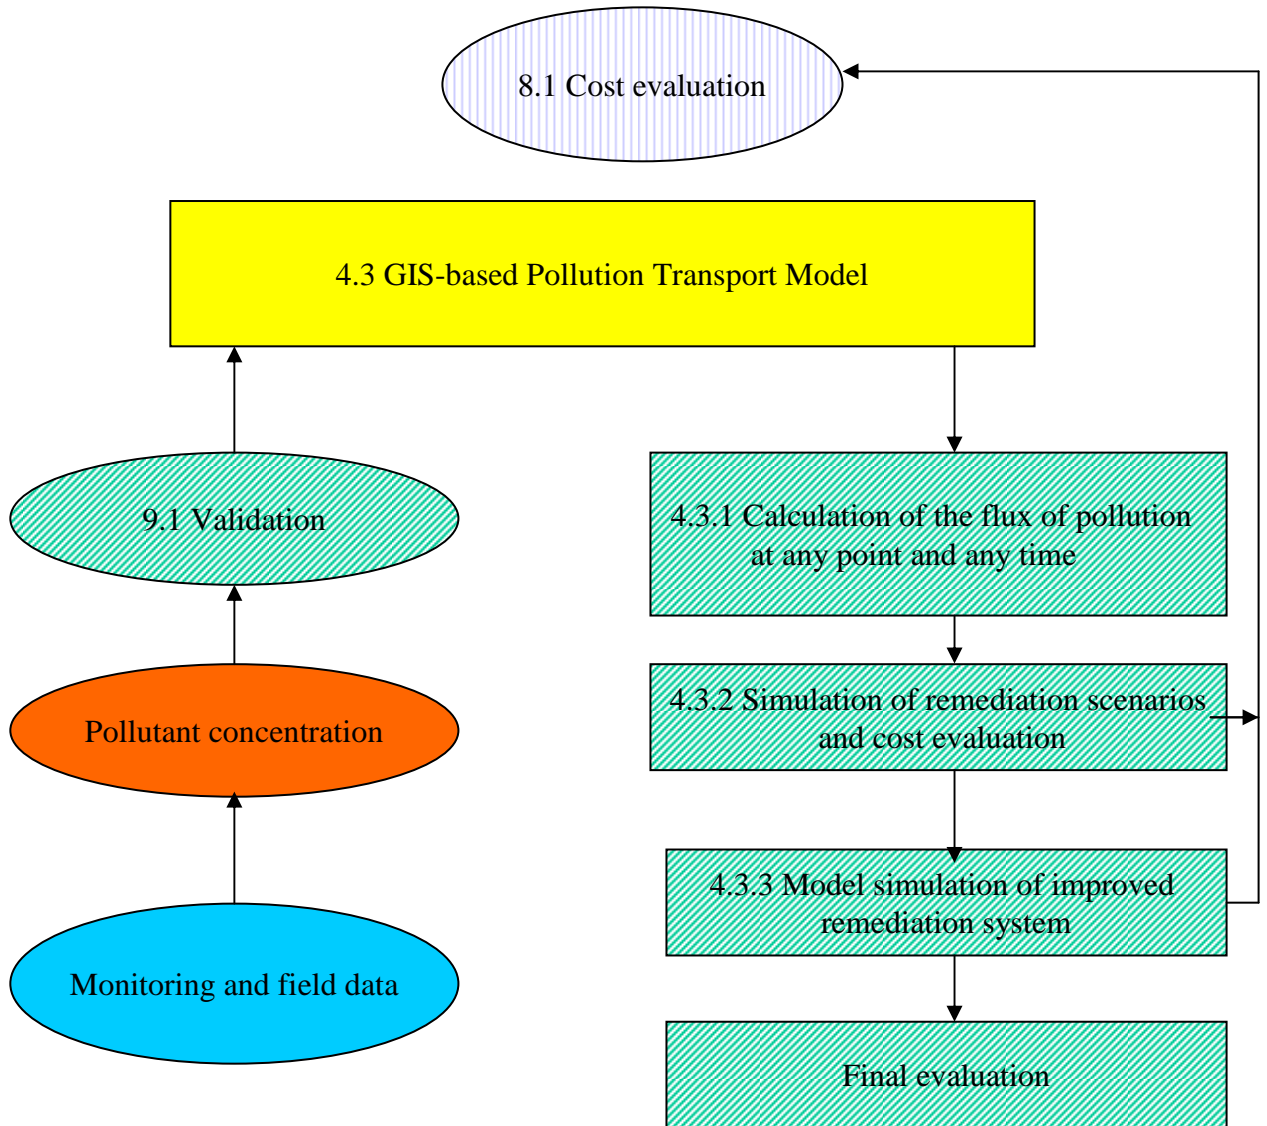 8.1 Cost evaluation
4.3 GIS-based Pollution Transport Model
9.1 Validation
4.3.1 Calculation of the flux of pollution
at any point and any time
Pollutant concentration
4.3.2 Simulation of remediation scenarios
and cost evaluation
4.3.3 Model simulation of improved
remediation system
Monitoring and field data
Final evaluation